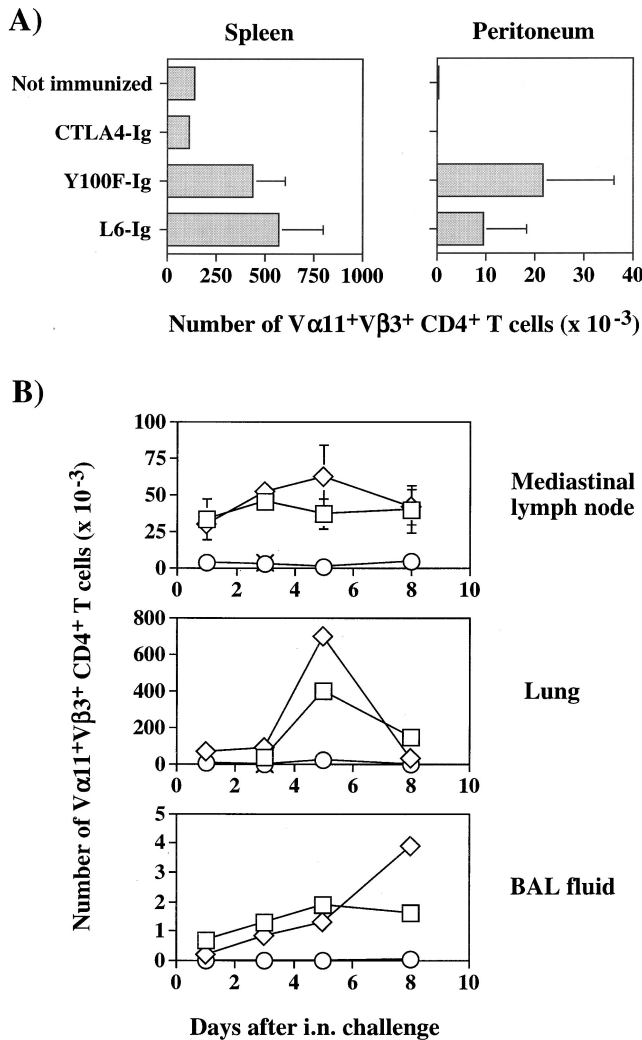 A)
Spleen
Peritoneum
Not immunized
CTLA4-Ig
Y100F-Ig
L6-Ig
0 250 500 750 1000
0 10 20 30 40
Number of Vα11+Vβ3+ CD4+ T cells (x 10 -3)
B)
Number of Vα11+Vβ3+ CD4+ T cells (x 10 -3)
100
75
50
25
0
0 2 4 6 8 10
Mediastinal
lymph node
800
600
400
200
0
0 2 4 6 8 10
Lung
5
4
3
2
1
0
0 2 4 6 8 10
BAL fluid
Days after i.n. challenge